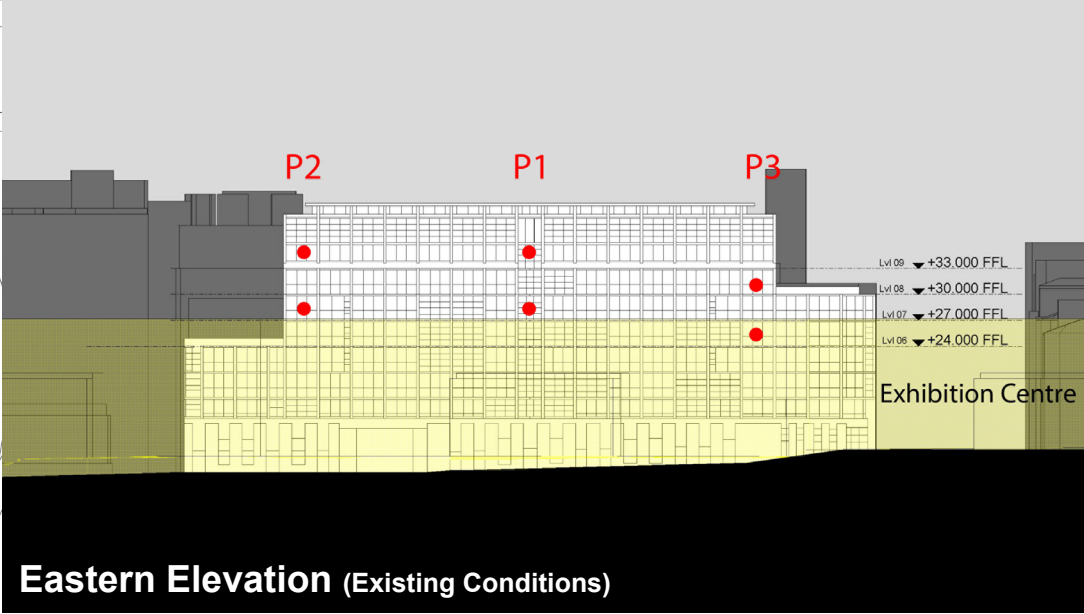 P2 P1 P3
Lvl 09 +33.000 FFL
Lvl 08 +30.000 FFL
Lvl 07 +27.000 FFL
Lvl 06 +24.000 FFL
Exhibition Centre
Eastern Elevation (Existing Conditions)